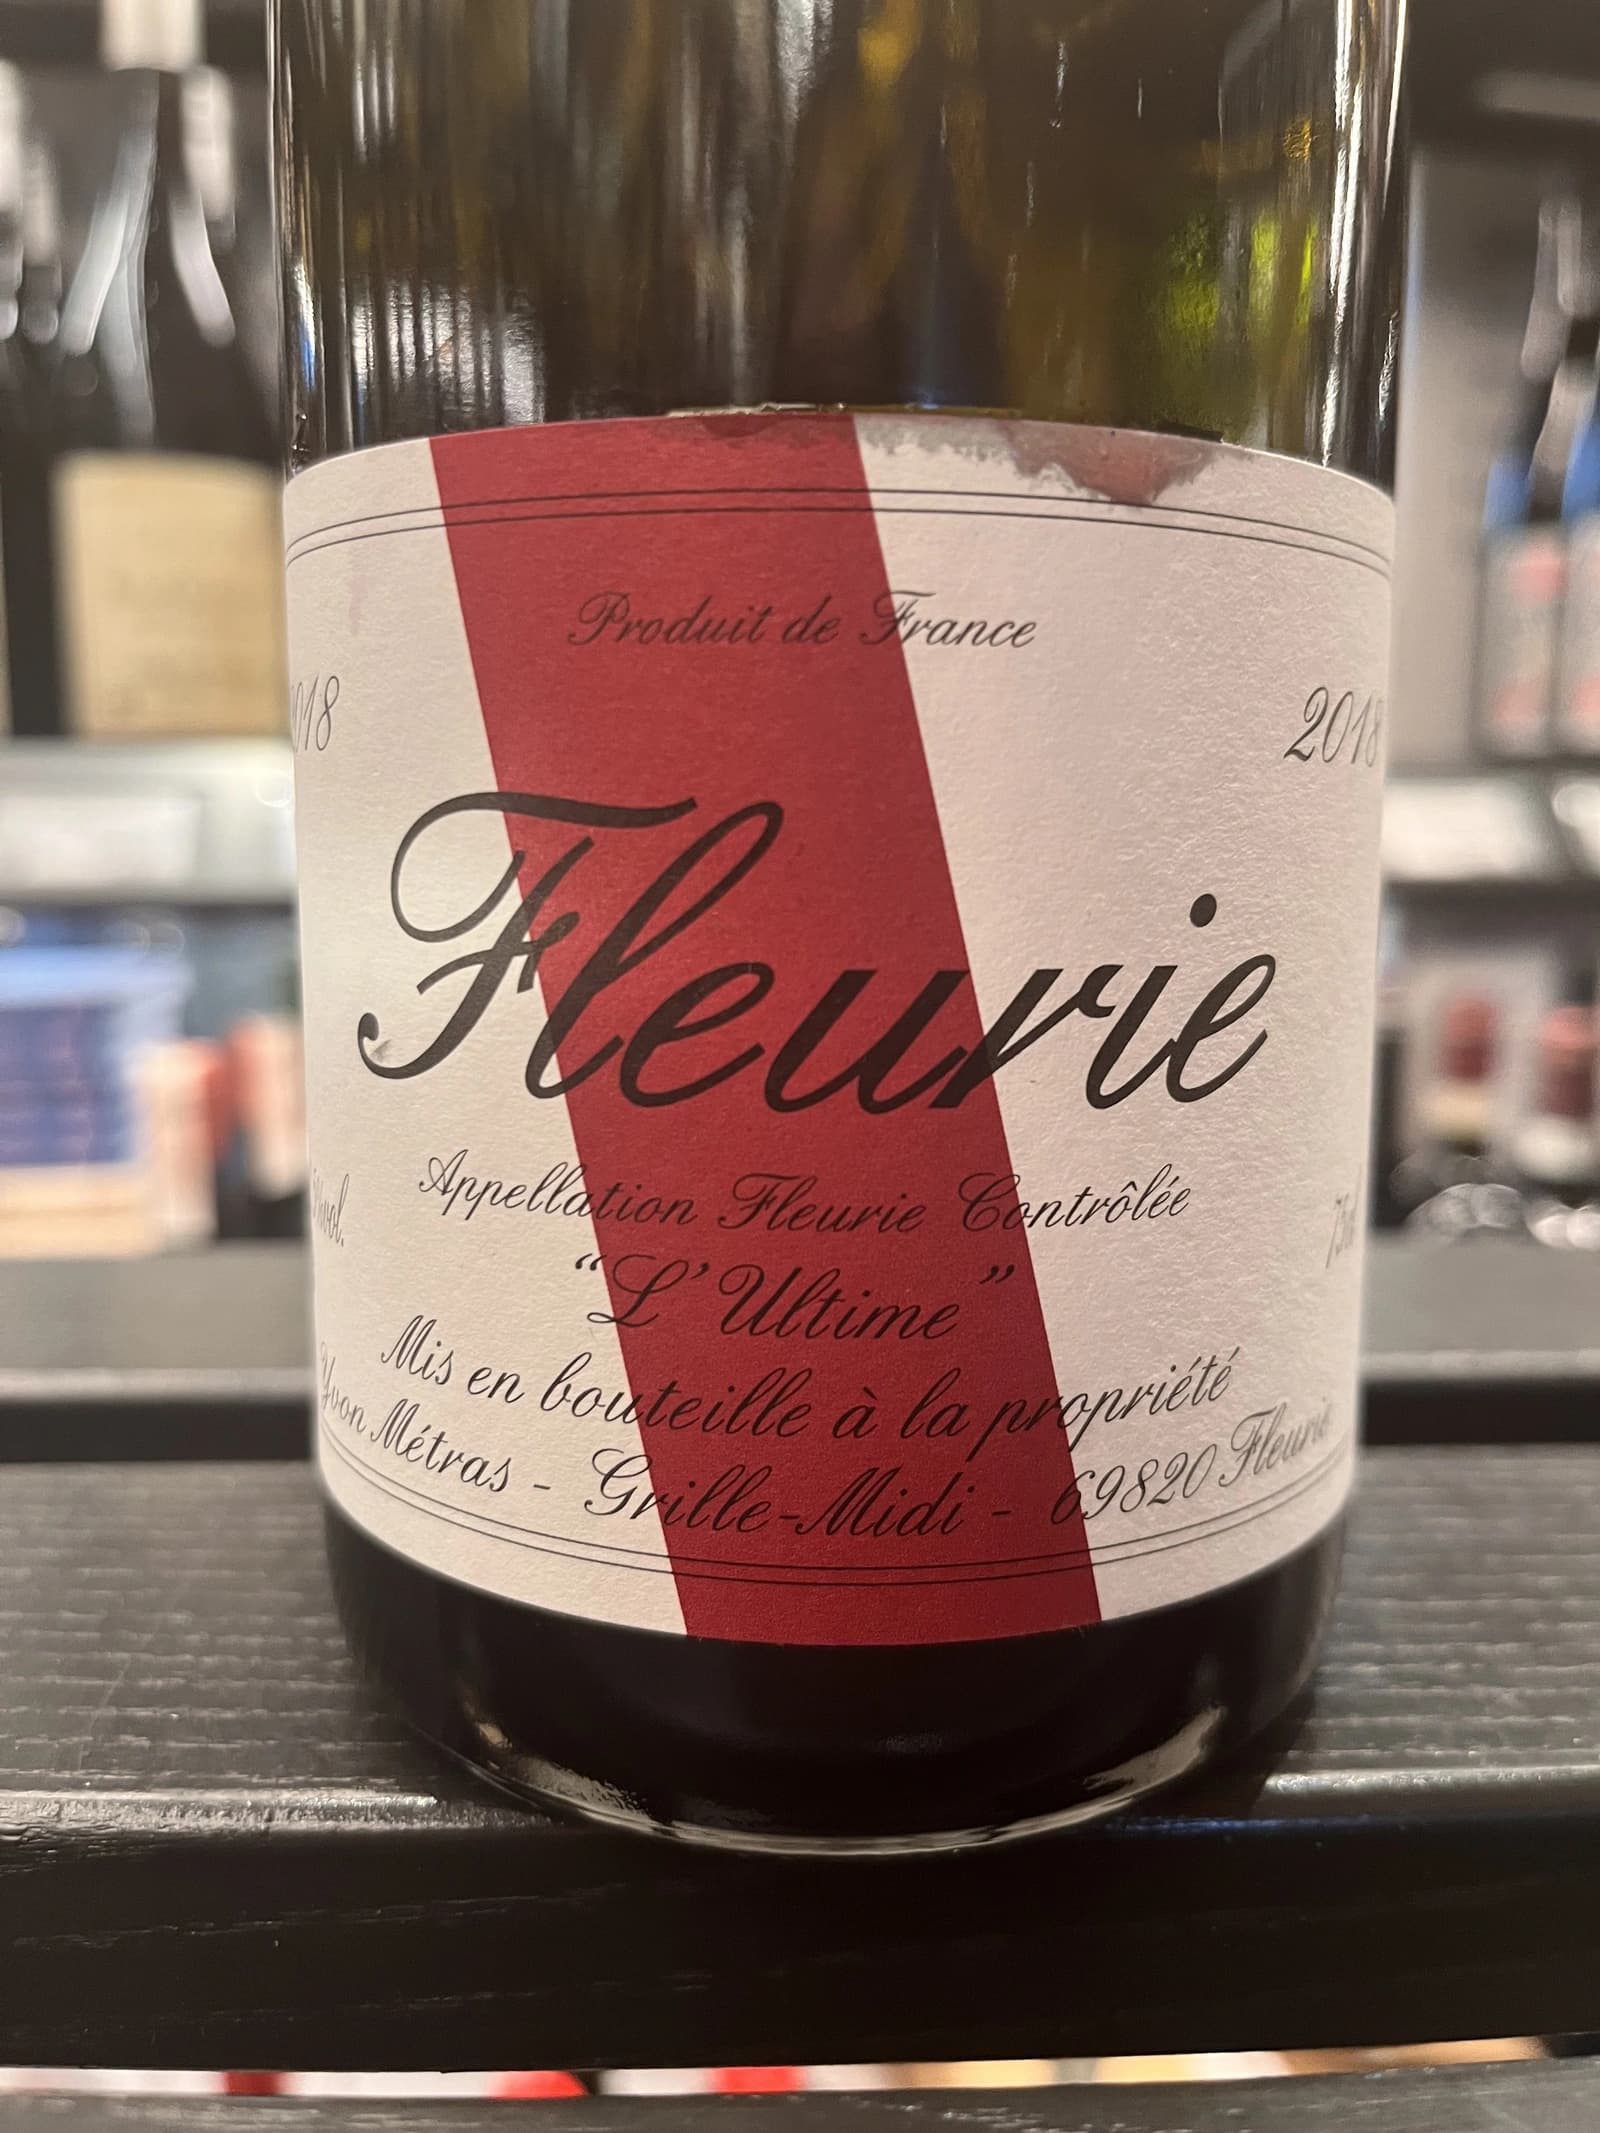 Produit de France
2018
Fleurie
Appellation Fleurie Contrôlée
"L'Ultime"
Mis en bouteille à la propriété
Yvon Métras - Grille-Midi - 69820 Fleurie